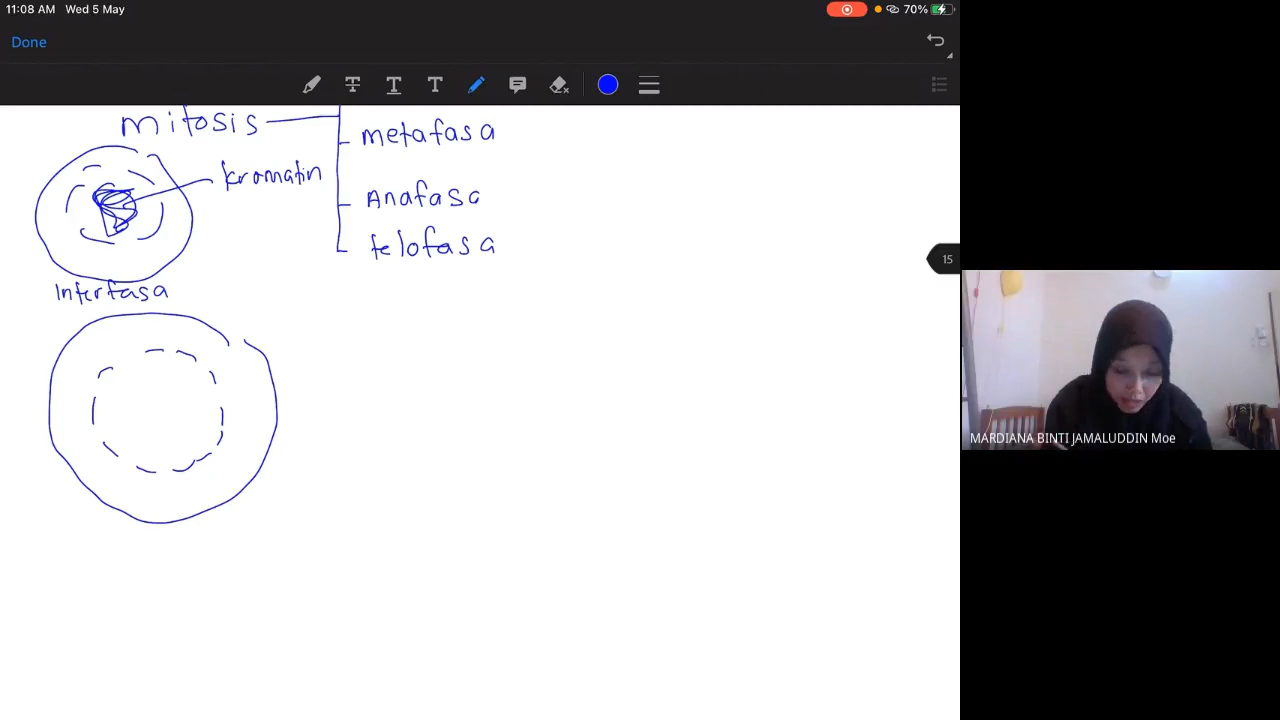 11:08 AM Wed 5 May
70%
Done
T T T
mitosis
metafasa
kromatin
Anafasa
telofasa
Interfasa
15
MARDIANA BINTI JAMALUDDIN Moe